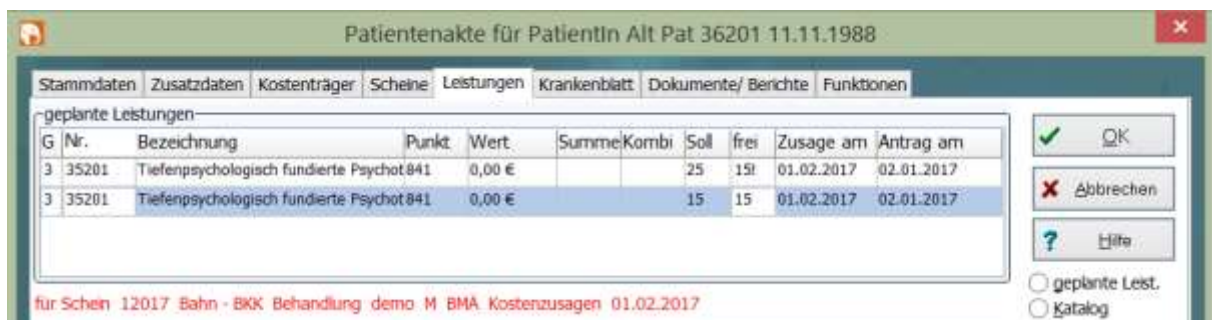 Patientenakte für PatientIn Alt Pat 36201 11.11.1988
Stammdaten Zusatzdaten Kostenträger Scheine Leistungen Krankenblatt Dokumente/ Berichte Funktionen
geplante Leistungen
G Nr. Bezeichnung Punkt Wert Summe Kombi Soll frei Zusage am Antrag am
3 35201 Tiefenpsychologisch fundierte Psychot 841 0,00 € 25 15! 01.02.2017 02.01.2017
3 35201 Tiefenpsychologisch fundierte Psychot 841 0,00 € 15 15 01.02.2017 02.01.2017
OK
Abbrechen
Hilfe
geplante Leist.
Katalog
für Schein 12017 Bahn - BKK Behandlung demo M BMÄ Kostenzusagen 01.02.2017